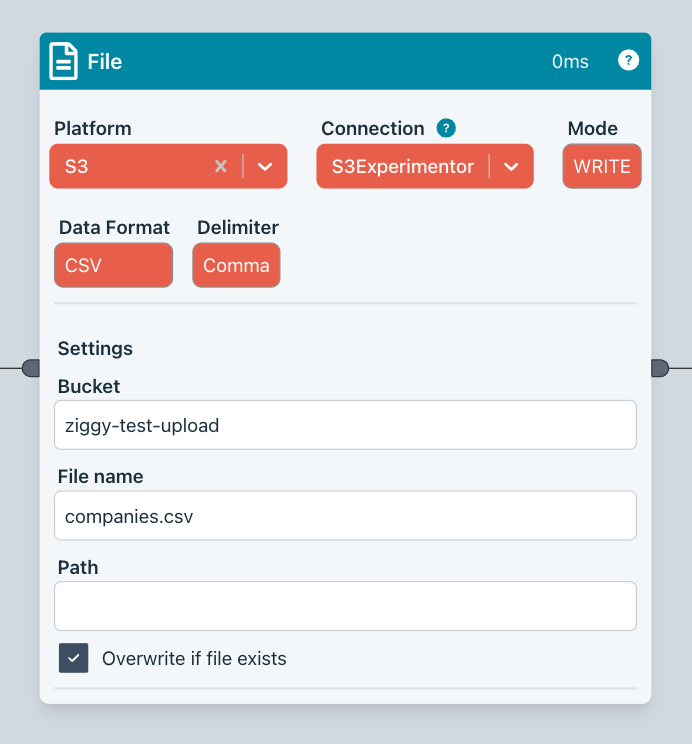 File 0ms ?
Platform Connection ? Mode
S3 S3Experimentor WRITE
Data Format Delimiter
CSV Comma
Settings
Bucket
ziggy-test-upload
File name
companies.csv
Path
Overwrite if file exists